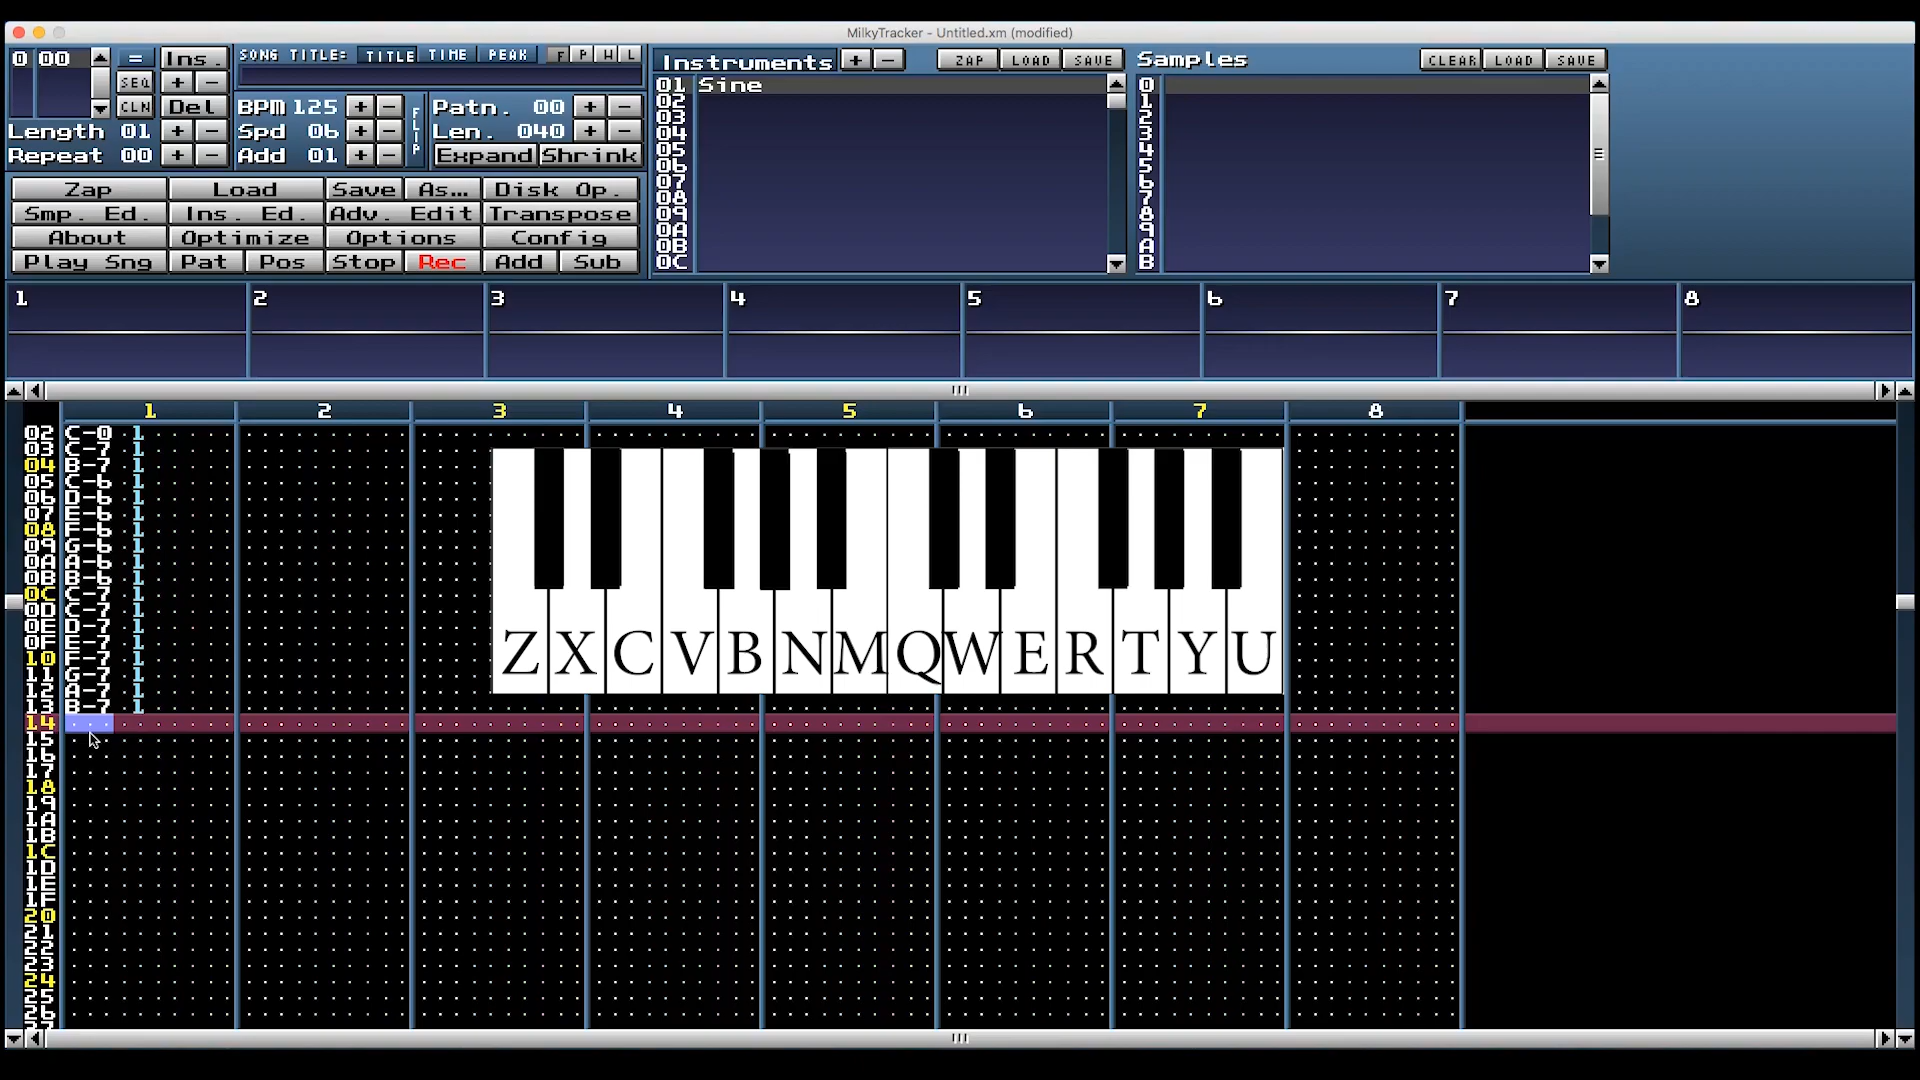 MilkyTracker - Untitled.xm (modified)
0 00 = Ins. SONG TITLE: TITLE TIME PEAK F P W L
SEQ + -
CLN Del BPM 125 + - FLIP Patn. 00 + -
Length 01 + - Spd 06 + - Len. 040 + -
Repeat 00 + - Add 01 + - Expand Shrink
Zap Load Save As... Disk Op.
Smp. Ed. Ins. Ed. Adv. Edit Transpose
About Optimize Options Config
Play Sng Pat Pos Stop Rec Add Sub
Instruments + - ZAP LOAD SAVE
01 Sine
02
03
04
05
06
07
08
09
0A
0B
0C
Samples CLEAR LOAD SAVE
0
1
2
3
4
5
6
7
8
9
A
B
1 2 3 4 5 6 7 8
1 2 3 4 5 6 7 8
02 C-0 1
03 C-7 1
04 B-7 1
05 C-6 1
06 D-6 1
07 E-6 1
08 F-6 1
09 G-6 1
0A A-6 1
0B B-6 1
0C C-7 1
0D C-7 1
0E D-7 1
0F E-7 1
10 F-7 1
11 G-7 1
12 A-7 1
13 B-7 1
14
15
16
17
18
19
1A
1B
1C
1D
1E
1F
20
21
22
23
24
25
26
Z X C V B N M Q W E R T Y U